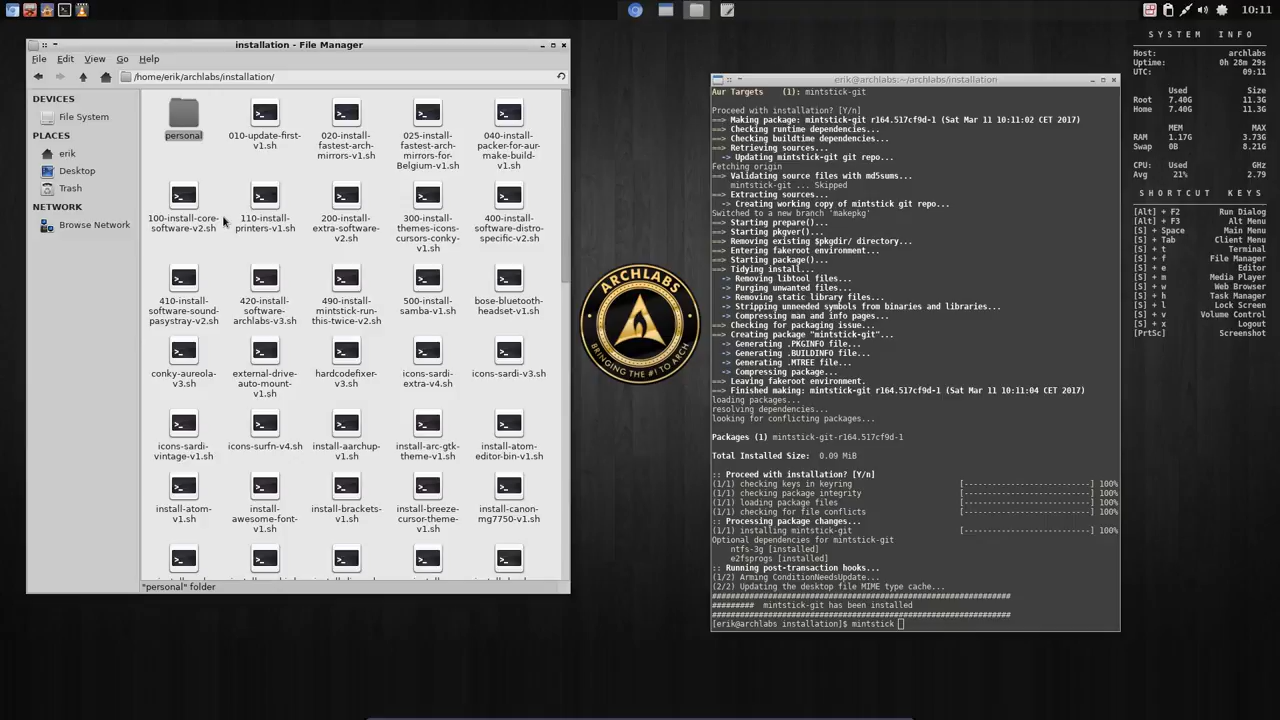 10:11
installation - File Manager
File Edit View Go Help
/home/erik/archlabs/installation/
DEVICES
File System
PLACES
erik
Desktop
Trash
NETWORK
Browse Network
personal
010-update-first-
v1.sh
020-install-
fastest-arch-
mirrors-v1.sh
025-install-
fastest-arch-
mirrors-for-
Belgium-v1.sh
040-install-
packer-for-aur-
make-build-
v1.sh
100-install-core-
software-v2.sh
110-install-
printers-v1.sh
200-install-
extra-software-
v2.sh
300-install-
themes-icons-
cursors-conky-
v1.sh
400-install-
software-distro-
specific-v2.sh
410-install-
software-sound-
pasystray-v2.sh
420-install-
software-
archlabs-v3.sh
490-install-
mintstick-run-
this-twice-v2.sh
500-install-
samba-v1.sh
bose-bluetooth-
headset-v1.sh
conky-aureola-
v3.sh
external-drive-
auto-mount-
v1.sh
hardcodefixer-
v3.sh
icons-sardi-
extra-v4.sh
icons-sardi-v3.sh
icons-sardi-
vintage-v1.sh
icons-surfn-v4.sh
install-aarchup-
v1.sh
install-arc-gtk-
theme-v1.sh
install-atom-
editor-bin-v1.sh
install-atom-
v1.sh
install-
awesome-font-
v1.sh
install-brackets-
v1.sh
install-breeze-
cursor-theme-
v1.sh
install-canon-
mg7750-v1.sh
"personal" folder
erik@archlabs:~/archlabs/installation
Aur Targets (1): mintstick-git
Proceed with installation? [Y/n]
==> Making package: mintstick-git r164.517cf9d-1 (Sat Mar 11 10:11:02 CET 2017)
==> Checking runtime dependencies...
==> Checking buildtime dependencies...
==> Retrieving sources...
-> Updating mintstick-git git repo...
Fetching origin
==> Validating source files with md5sums...
mintstick-git ... Skipped
==> Extracting sources...
-> Creating working copy of mintstick git repo...
Switched to a new branch 'makepkg'
==> Starting prepare()...
==> Starting pkgver()...
==> Removing existing $pkgdir/ directory...
==> Entering fakeroot environment...
==> Starting package()...
==> Tidying install...
-> Removing libtool files...
-> Purging unwanted files...
-> Removing static library files...
-> Stripping unneeded symbols from binaries and libraries...
-> Compressing man and info pages...
==> Checking for packaging issue...
==> Creating package "mintstick-git"...
-> Generating .PKGINFO file...
-> Generating .BUILDINFO file...
-> Generating .MTREE file...
-> Compressing package...
==> Leaving fakeroot environment.
==> Finished making: mintstick-git r164.517cf9d-1 (Sat Mar 11 10:11:04 CET 2017)
loading packages...
resolving dependencies...
looking for conflicting packages...
Packages (1) mintstick-git-r164.517cf9d-1
Total Installed Size: 0.09 MiB
:: Proceed with installation? [Y/n]
(1/1) checking keys in keyring [----------------------] 100%
(1/1) checking package integrity [----------------------] 100%
(1/1) loading package files [----------------------] 100%
(1/1) checking for file conflicts [----------------------] 100%
:: Processing package changes...
(1/1) installing mintstick-git [----------------------] 100%
Optional dependencies for mintstick-git
ntfs-3g [installed]
e2fsprogs [installed]
:: Running post-transaction hooks...
(1/2) Arming ConditionNeedsUpdate...
(2/2) Updating the desktop file MIME type cache...
################################################################
######### mintstick-git has been installed
################################################################
[erik@archlabs installation]$ mintstick
ARCHLABS
BRINGING THE #1 TO ARCH
SYSTEM INFO
Host: archlabs
Uptime: 0h 28m 29s
UTC: 09:11
Used Size
Root 7.40G 11.3G
Home 7.40G 11.3G
MEM MAX
RAM 1.17G 3.73G
Swap 0B 8.21G
CPU: Used GHz
Avg 21% 2.79
SHORTCUT KEYS
[Alt] + F2 Run Dialog
[Alt] + F3 Alt Menu
[S] + Space Main Menu
[S] + Tab Client Menu
[S] + t Terminal
[S] + f File Manager
[S] + e Editor
[S] + m Media Player
[S] + w Web Browser
[S] + h Task Manager
[S] + l Lock Screen
[S] + v Volume Control
[S] + x Logout
[PrtSc] Screenshot